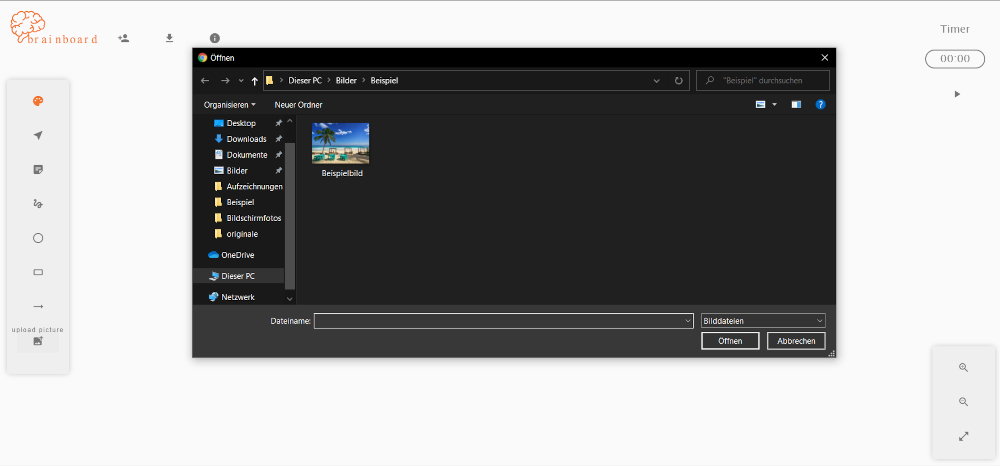 brainboard
Timer
00:00
Öffnen
Dieser PC > Bilder > Beispiel
"Beispiel" durchsuchen
Organisieren
Neuer Ordner
?
Desktop
Downloads
Dokumente
Bilder
Aufzeichnungen
Beispiel
Bildschirmfotos
originale
OneDrive
Dieser PC
Netzwerk
Beispielbild
upload picture
Dateiname:
Bilddateien
Öffnen
Abbrechen